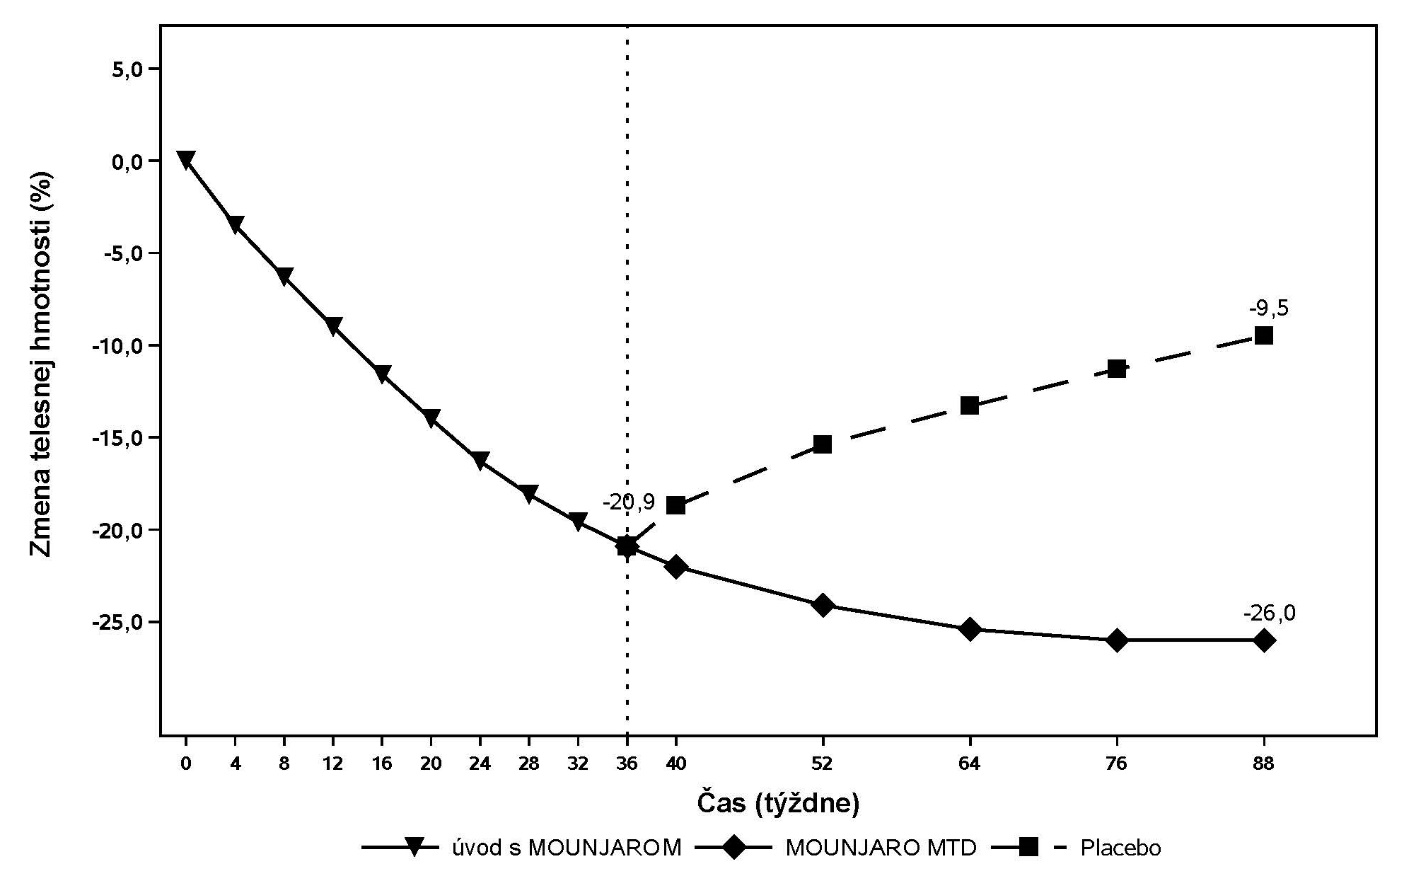 Zmena telesnej hmotnosti (%)
5,0
0,0
-5,0
-10,0
-15,0
-20,0
-25,0
-9,5
-20,9
-26,0
0 4 8 12 16 20 24 28 32 36 40 52 64 76 88
Čas (týždne)
úvod s MOUNJAROM MOUNJARO MTD Placebo